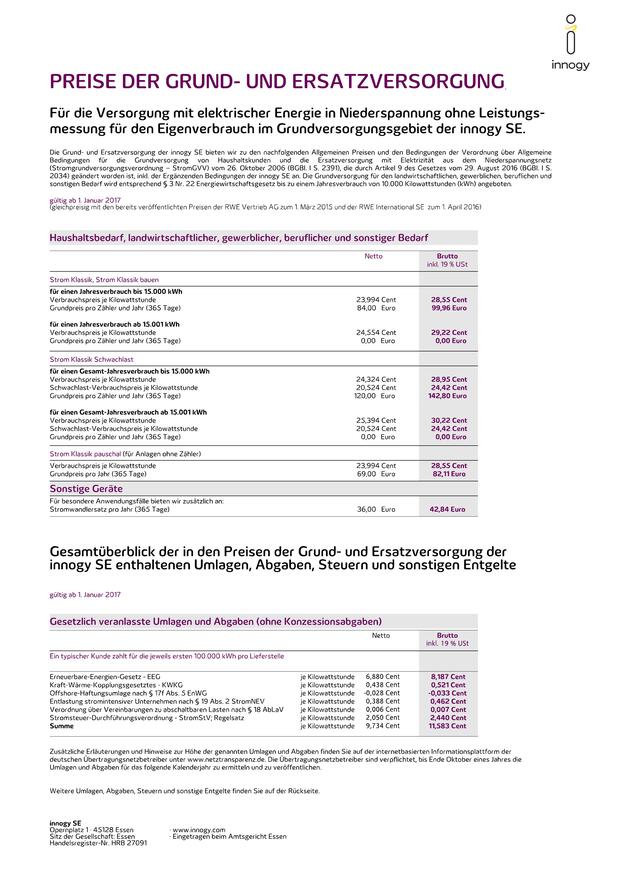 innogy
PREISE DER GRUND- UND ERSATZVERSORGUNG
Für die Versorgung mit elektrischer Energie in Niederspannung ohne Leistungs-
messung für den Eigenverbrauch im Grundversorgungsgebiet der innogy SE.
Die Grund- und Ersatzversorgung der innogy SE bieten wir zu den nachfolgenden Allgemeinen Preisen und den Bedingungen der Verordnung über Allgemeine
Bedingungen für die Grundversorgung von Haushaltskunden und die Ersatzversorgung mit Elektrizität aus dem Niederspannungsnetz
(Stromgrundversorgungsverordnung – StromGVV) vom 26. Oktober 2006 (BGBl. I S. 2391), die durch Artikel 9 des Gesetzes vom 29. August 2016 (BGBl. I S.
2034) geändert worden ist, inkl. der Ergänzenden Bedingungen der innogy SE an. Die Grundversorgung für den landwirtschaftlichen, gewerblichen, beruflichen und
sonstigen Bedarf wird entsprechend § 3 Nr. 22 Energiewirtschaftsgesetz bis zu einem Jahresverbrauch von 10.000 Kilowattstunden (kWh) angeboten.
gültig ab 1. Januar 2017
(gleichpreisig mit den bereits veröffentlichten Preisen der RWE Vertrieb AG zum 1. März 2015 und der RWE International SE zum 1. April 2016)
Haushaltsbedarf, landwirtschaftlicher, gewerblicher, beruflicher und sonstiger Bedarf
Netto Brutto
inkl. 19 % USt
Strom Klassik, Strom Klassik bauen
für einen Jahresverbrauch bis 15.000 kWh
Verbrauchspreis je Kilowattstunde 23,994 Cent 28,55 Cent
Grundpreis pro Zähler und Jahr (365 Tage) 84,00 Euro 99,96 Euro
für einen Jahresverbrauch ab 15.001 kWh
Verbrauchspreis je Kilowattstunde 24,554 Cent 29,22 Cent
Grundpreis pro Zähler und Jahr (365 Tage) 0,00 Euro 0,00 Euro
Strom Klassik Schwachlast
für einen Gesamt-Jahresverbrauch bis 15.000 kWh
Verbrauchspreis je Kilowattstunde 24,324 Cent 28,95 Cent
Schwachlast-Verbrauchspreis je Kilowattstunde 20,524 Cent 24,42 Cent
Grundpreis pro Zähler und Jahr (365 Tage) 120,00 Euro 142,80 Euro
für einen Gesamt-Jahresverbrauch ab 15.001 kWh
Verbrauchspreis je Kilowattstunde 25,394 Cent 30,22 Cent
Schwachlast-Verbrauchspreis je Kilowattstunde 20,524 Cent 24,42 Cent
Grundpreis pro Zähler und Jahr (365 Tage) 0,00 Euro 0,00 Euro
Strom Klassik pauschal (für Anlagen ohne Zähler)
Verbrauchspreis je Kilowattstunde 23,994 Cent 28,55 Cent
Grundpreis pro Jahr (365 Tage) 69,00 Euro 82,11 Euro
Sonstige Geräte
Für besondere Anwendungsfälle bieten wir zusätzlich an:
Stromwandlersatz pro Jahr (365 Tage) 36,00 Euro 42,84 Euro
Gesamtüberblick der in den Preisen der Grund- und Ersatzversorgung der
innogy SE enthaltenen Umlagen, Abgaben, Steuern und sonstigen Entgelte
gültig ab 1. Januar 2017
Gesetzlich veranlasste Umlagen und Abgaben (ohne Konzessionsabgaben)
Netto Brutto
inkl. 19 % USt
Ein typischer Kunde zahlt für die jeweils ersten 100.000 kWh pro Lieferstelle
Erneuerbare-Energien-Gesetz - EEG je Kilowattstunde 6,880 Cent 8,187 Cent
Kraft-Wärme-Kopplungsgesetztes - KWKG je Kilowattstunde 0,438 Cent 0,521 Cent
Offshore-Haftungsumlage nach § 17f Abs. 5 EnWG je Kilowattstunde -0,028 Cent -0,033 Cent
Entlastung stromintensiver Unternehmen nach § 19 Abs. 2 StromNEV je Kilowattstunde 0,388 Cent 0,462 Cent
Verordnung über Vereinbarungen zu abschaltbaren Lasten nach § 18 AbLaV je Kilowattstunde 0,006 Cent 0,007 Cent
Stromsteuer-Durchführungsverordnung - StromStV; Regelsatz je Kilowattstunde 2,050 Cent 2,440 Cent
Summe je Kilowattstunde 9,734 Cent 11,583 Cent
Zusätzliche Erläuterungen und Hinweise zur Höhe der genannten Umlagen und Abgaben finden Sie auf der internetbasierten Informationsplattform der
deutschen Übertragungsnetzbetreiber unter www.netztransparenz.de. Die Übertragungsnetzbetreiber sind verpflichtet, bis Ende Oktober eines Jahres die
Umlagen und Abgaben für das folgende Kalenderjahr zu ermitteln und zu veröffentlichen.
Weitere Umlagen, Abgaben, Steuern und sonstige Entgelte finden Sie auf der Rückseite.
innogy SE
Opernplatz 1 · 45128 Essen · www.innogy.com
Sitz der Gesellschaft: Essen · Eingetragen beim Amtsgericht Essen
Handelsregister-Nr. HRB 27091